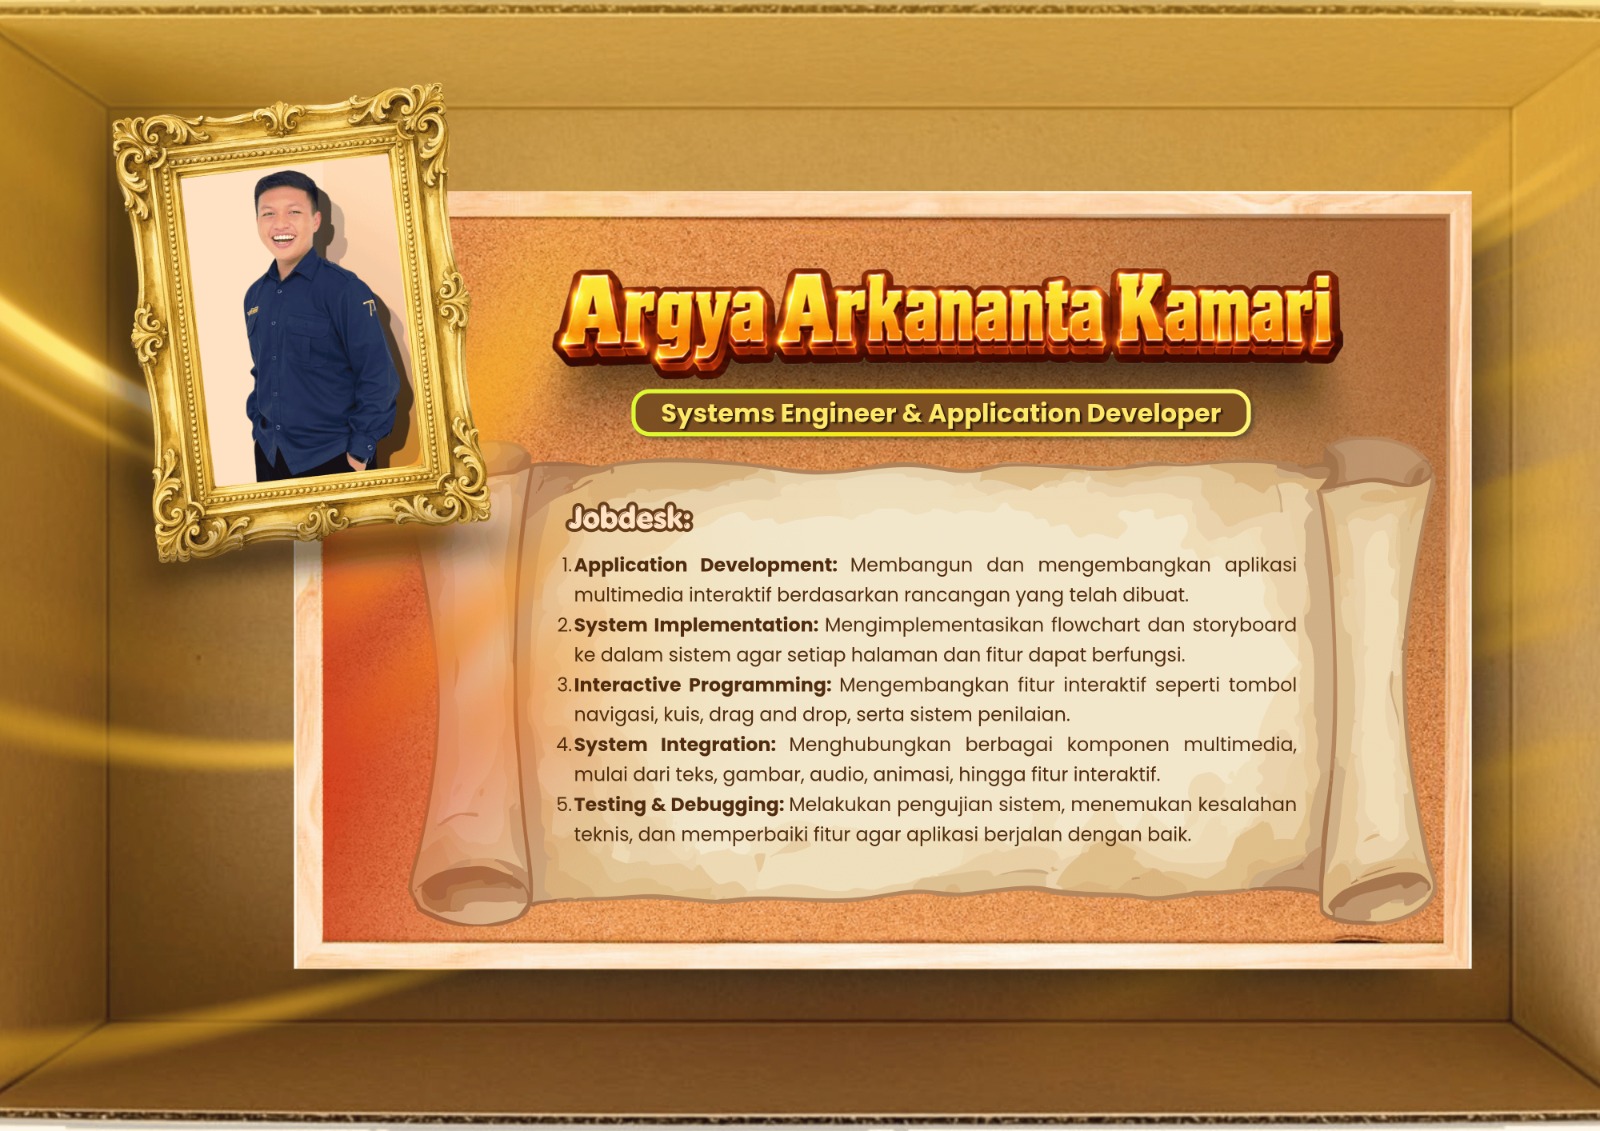 Argya Arkananta Kamari
Systems Engineer & Application Developer
Jobdesk:
1. Application Development: Membangun dan mengembangkan aplikasi
multimedia interaktif berdasarkan rancangan yang telah dibuat.
2. System Implementation: Mengimplementasikan flowchart dan storyboard
ke dalam sistem agar setiap halaman dan fitur dapat berfungsi.
3. Interactive Programming: Mengembangkan fitur interaktif seperti tombol
navigasi, kuis, drag and drop, serta sistem penilaian.
4. System Integration: Menghubungkan berbagai komponen multimedia,
mulai dari teks, gambar, audio, animasi, hingga fitur interaktif.
5. Testing & Debugging: Melakukan pengujian sistem, menemukan kesalahan
teknis, dan memperbaiki fitur agar aplikasi berjalan dengan baik.